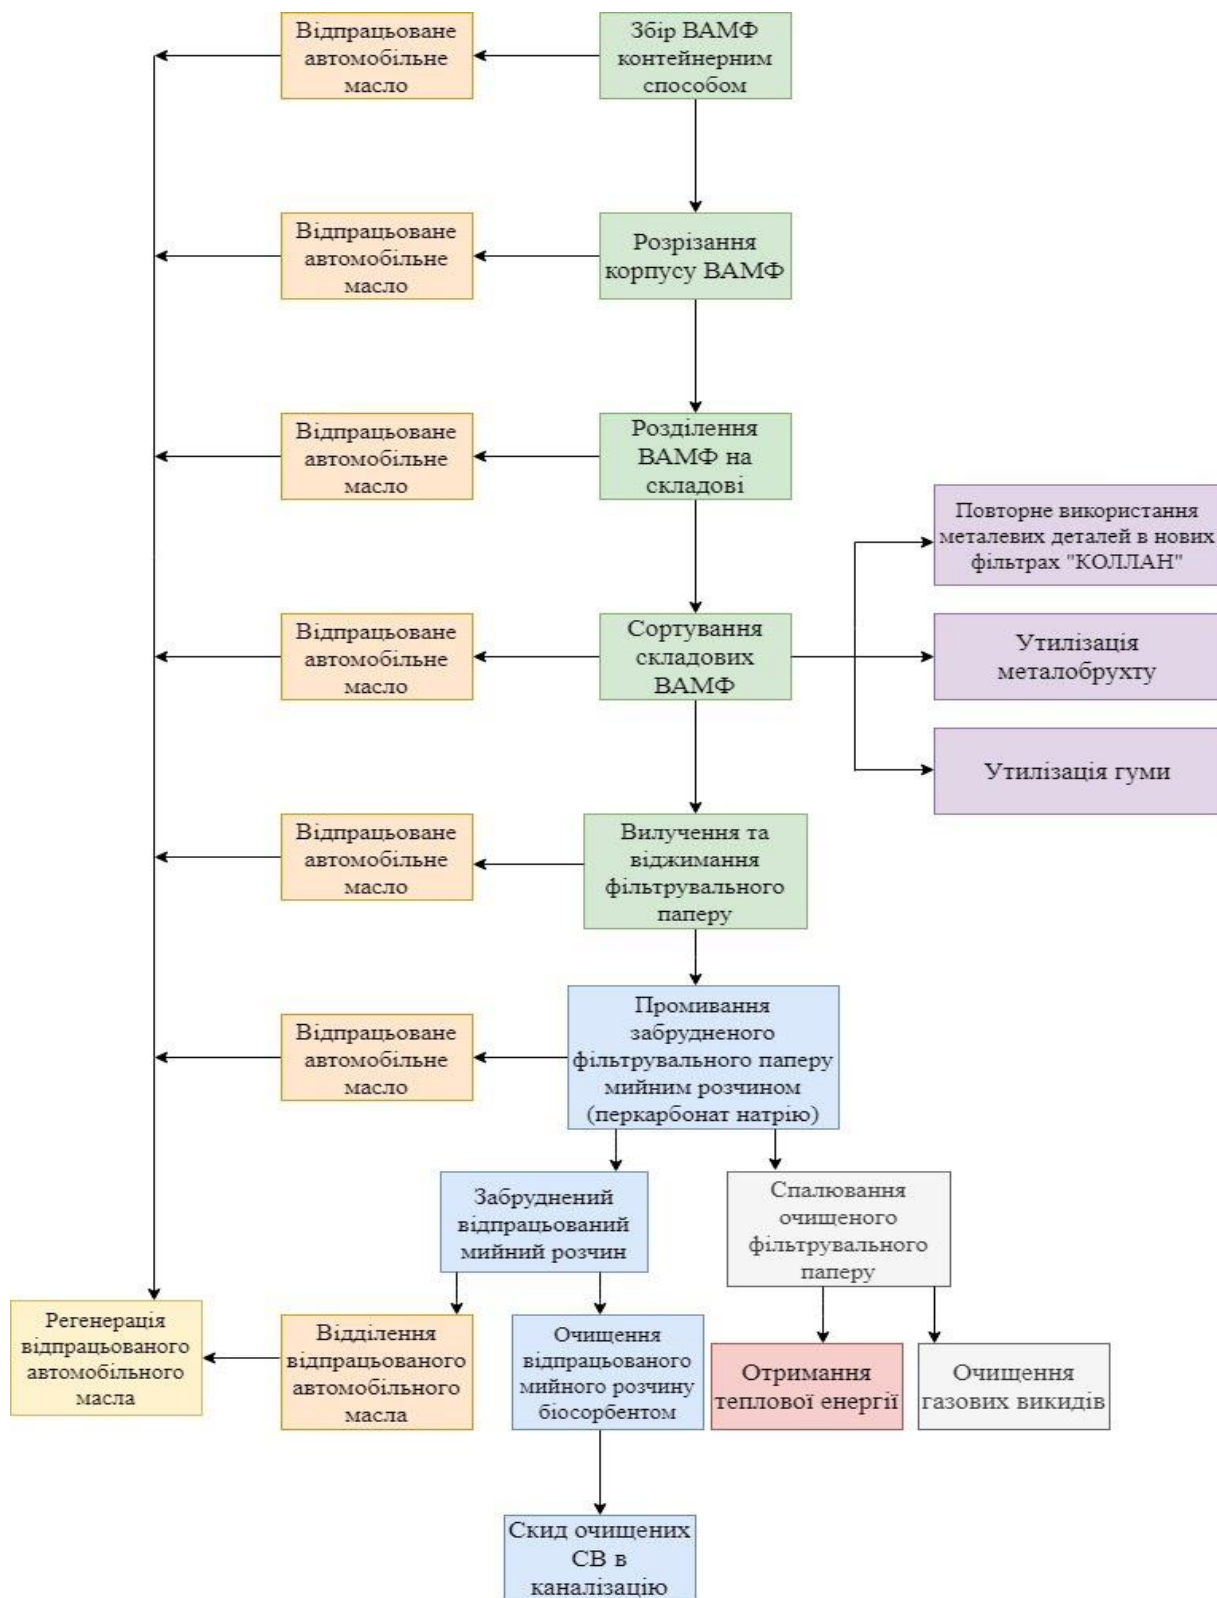 Відпрацьоване
автомобільне
масло
Збір ВАМФ
контейнерним
способом
Відпрацьоване
автомобільне
масло
Розрізання
корпусу ВАМФ
Відпрацьоване
автомобільне
масло
Розділення
ВАМФ на
складові
Повторне використання
металевих деталей в нових
фільтрах "КОЛЛАН"
Відпрацьоване
автомобільне
масло
Сортування
складових
ВАМФ
Утилізація
металобрухту
Утилізація гуми
Відпрацьоване
автомобільне
масло
Вилучення та
віджимання
фільтрувального
паперу
Відпрацьоване
автомобільне
масло
Промивання
забрудненого
фільтрувального паперу
мийним розчином
(перкарбонат натрію)
Забруднений
відпрацьований
мийний розчин
Спалювання
очищеного
фільтрувального
паперу
Регенерація
відпрацьованого
автомобільного
масла
Відділення
відпрацьованого
автомобільного
масла
Очищення
відпрацьованого
мийного розчину
біосорбентом
Отримання
теплової енергії
Очищення
газових викидів
Скид очищених
СВ в
каналізацію